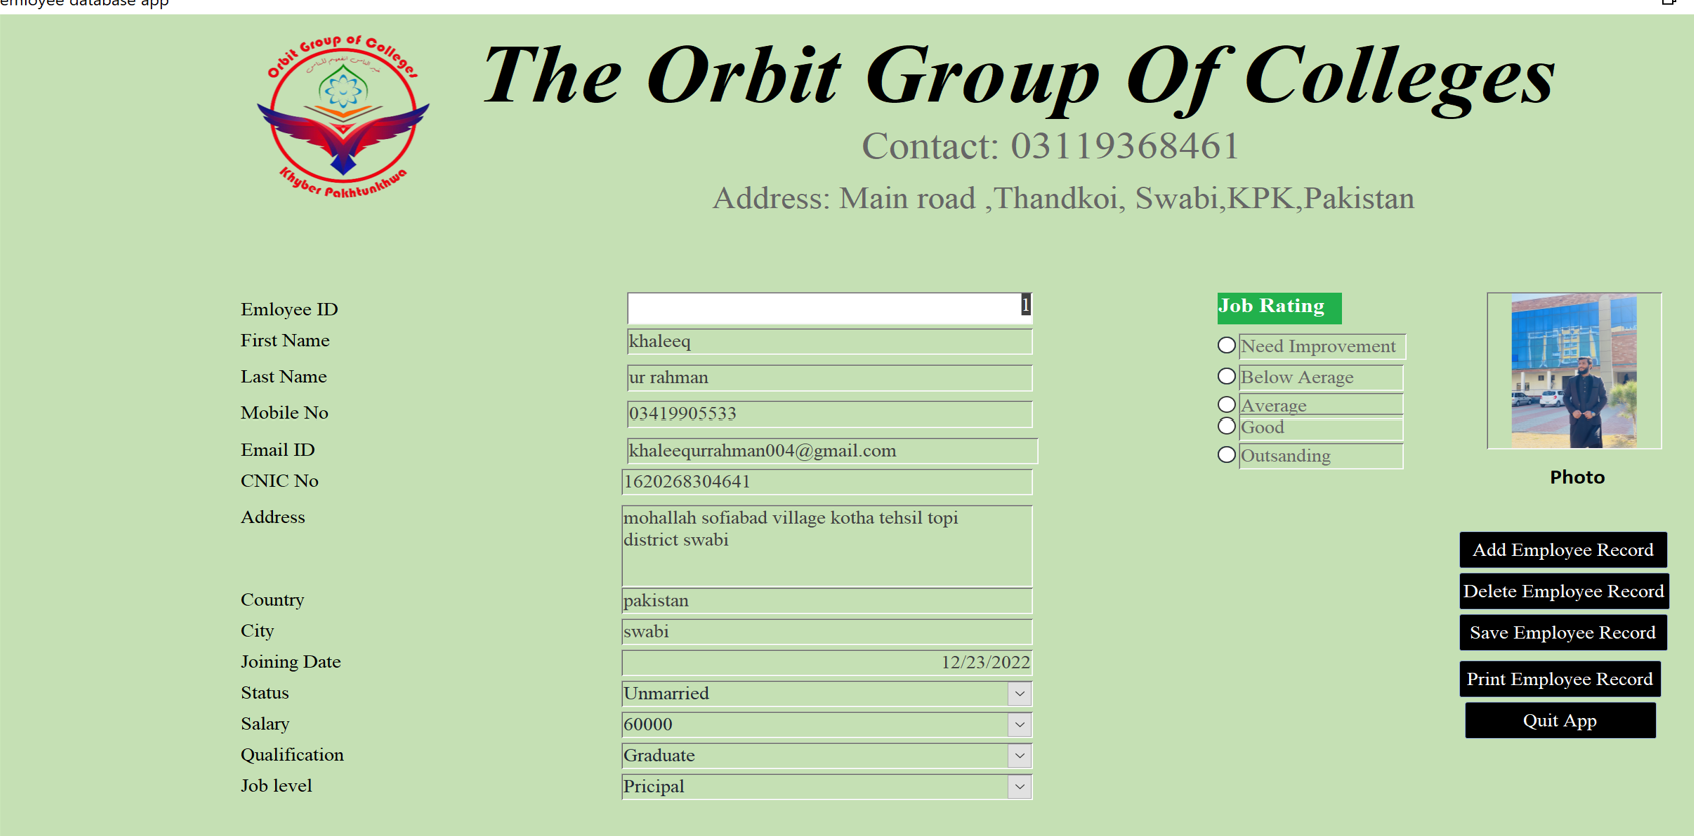 emloyee database app
Orbit Group of Colleges
Khyber Pakhtunkhwa
The Orbit Group Of Colleges
Contact: 03119368461
Address: Main road ,Thandkoi, Swabi,KPK,Pakistan
Emloyee ID 1
First Name khaleeq
Last Name ur rahman
Mobile No 03419905533
Email ID khaleequrrahman004@gmail.com
CNIC No 1620268304641
Address mohallah sofiabad village kotha tehsil topi
district swabi
Country pakistan
City swabi
Joining Date 12/23/2022
Status Unmarried
Salary 60000
Qualification Graduate
Job level Pricipal
Job Rating
Need Improvement
Below Aerage
Average
Good
Outsanding
Photo
Add Employee Record
Delete Employee Record
Save Employee Record
Print Employee Record
Quit App